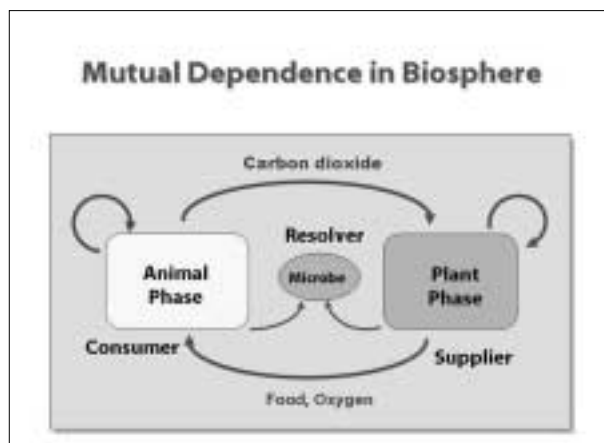 Mutual Dependence in Biosphere
Carbon dioxide
Resolver
Animal
Phase
Microbe
Plant
Phase
Consumer
Supplier
Food, Oxygen